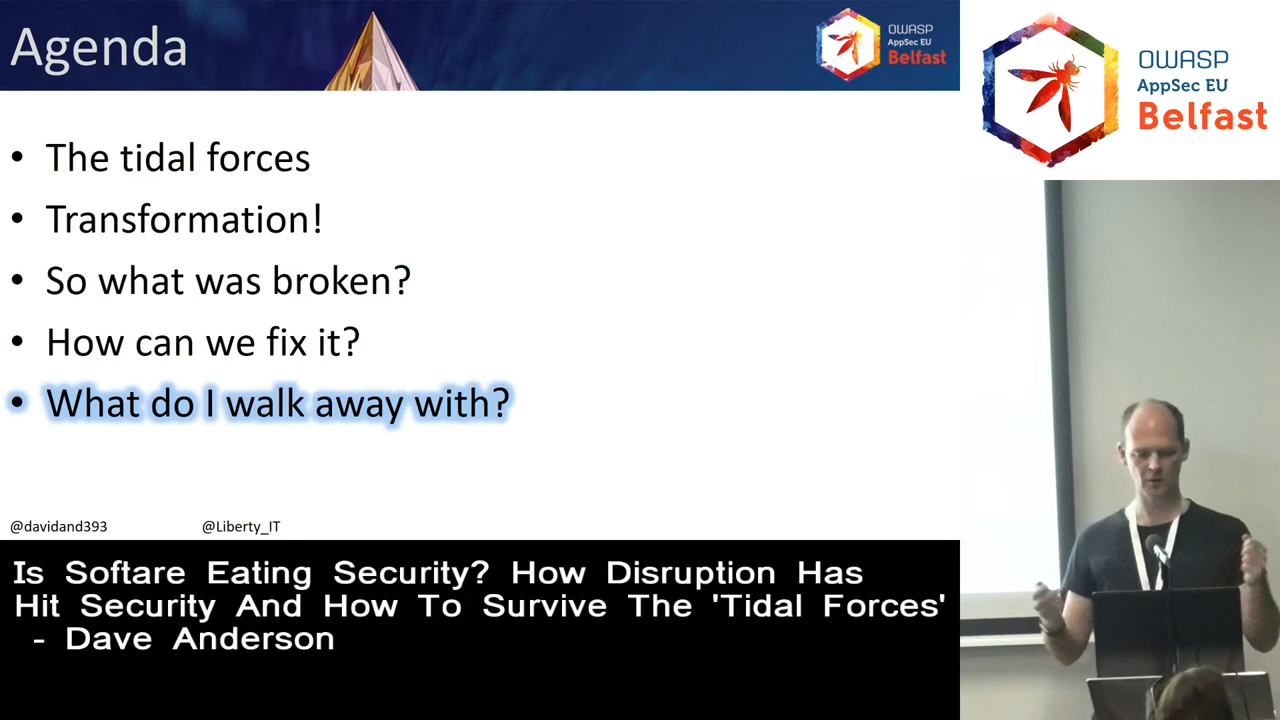 Agenda
OWASP
AppSec EU
Belfast
OWASP
AppSec EU
Belfast
• The tidal forces
• Transformation!
• So what was broken?
• How can we fix it?
• What do I walk away with?
@davidand393 @Liberty_IT
Is Softare Eating Security? How Disruption Has
Hit Security And How To Survive The 'Tidal Forces'
- Dave Anderson